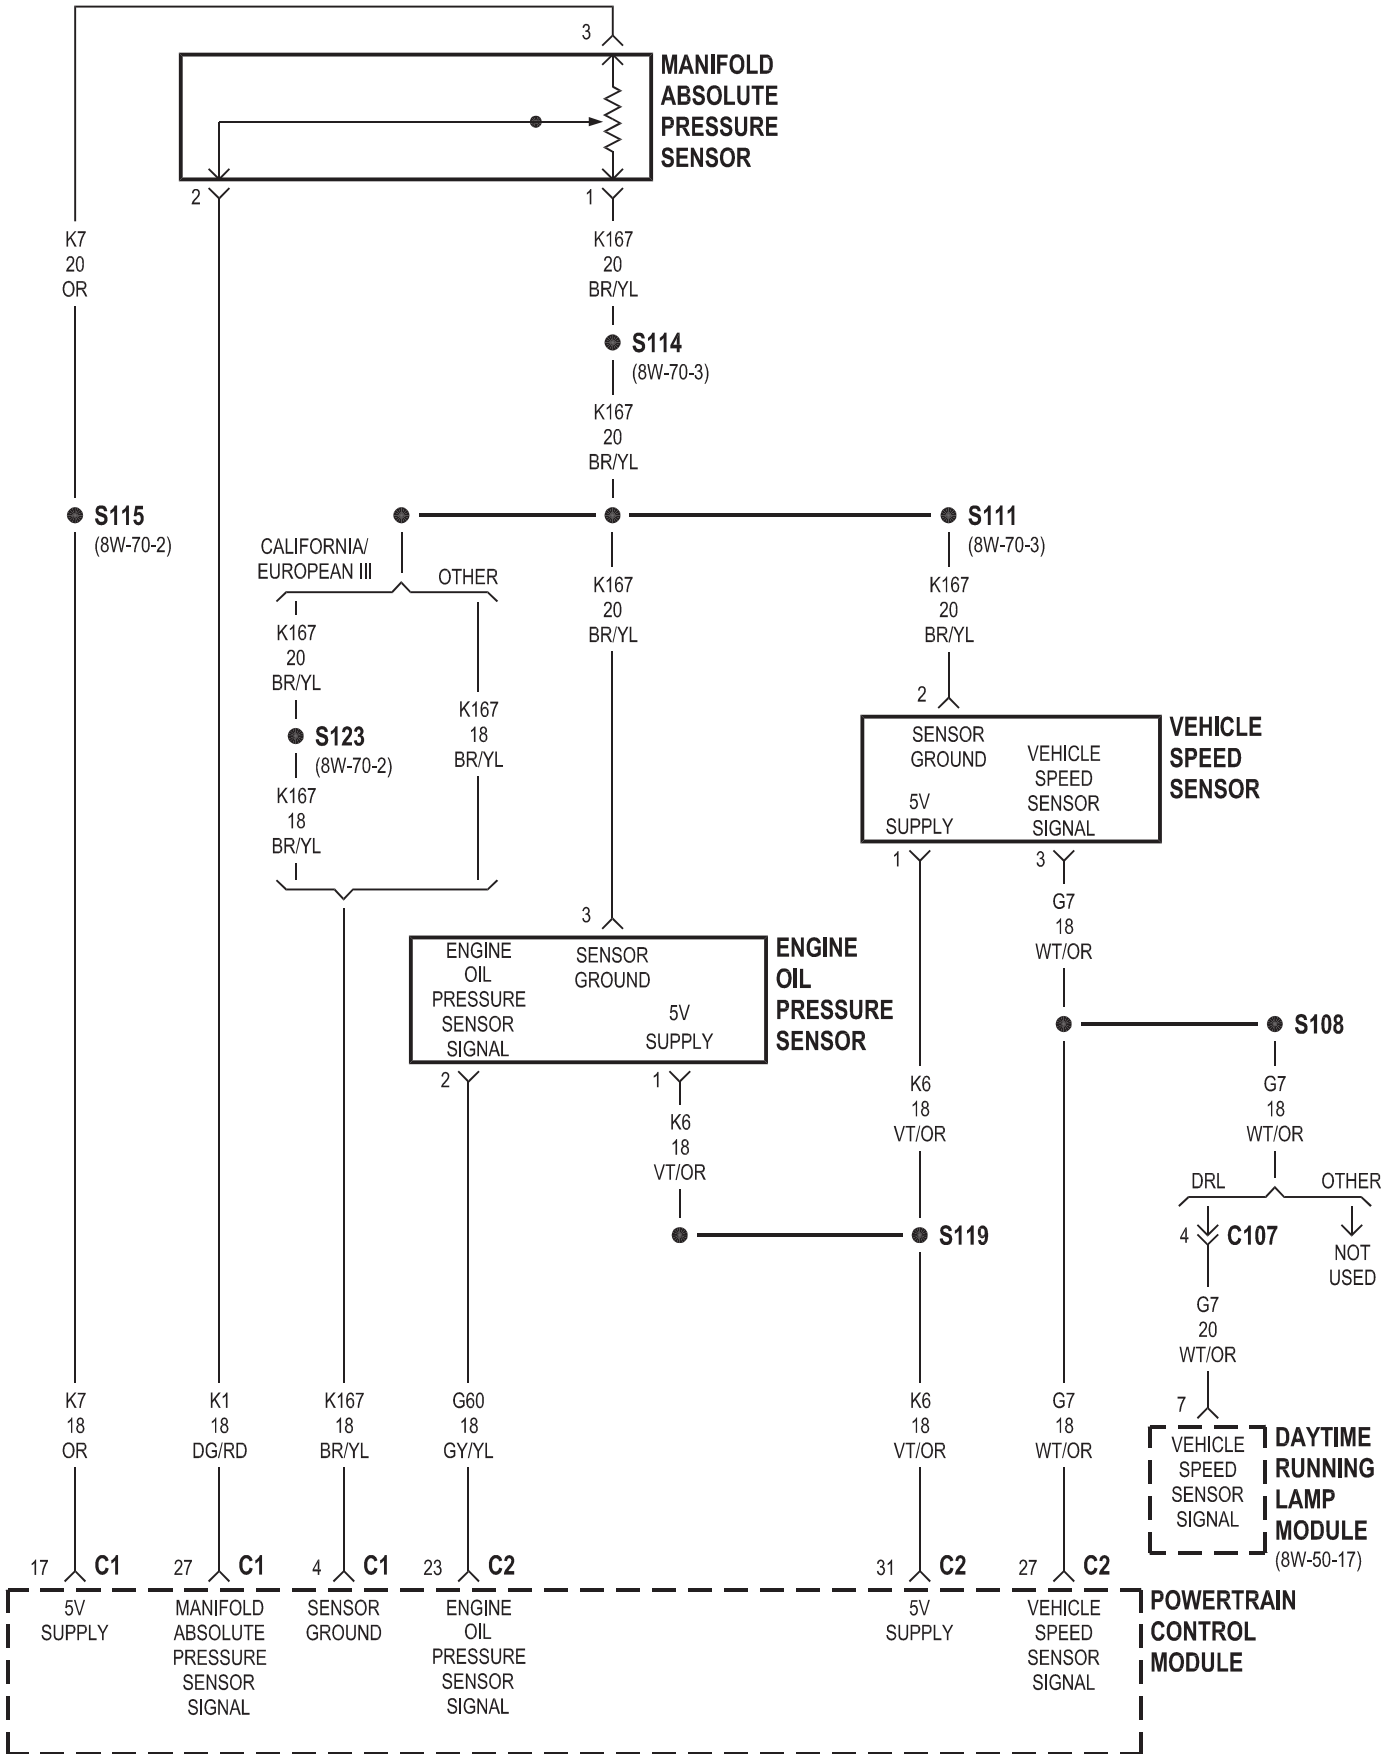 3
MANIFOLD
ABSOLUTE
PRESSURE
SENSOR
2
1
K7
20
OR
K167
20
BR/YL
S114
(8W-70-3)
K167
20
BR/YL
S115
(8W-70-2)
S111
(8W-70-3)
CALIFORNIA/
EUROPEAN III
OTHER
K167
20
BR/YL
K167
20
BR/YL
K167
20
BR/YL
S123
(8W-70-2)
K167
18
BR/YL
K167
18
BR/YL
2
SENSOR
GROUND
5V
SUPPLY
VEHICLE
SPEED
SENSOR
SIGNAL
VEHICLE
SPEED
SENSOR
1
3
G7
18
WT/OR
3
ENGINE
OIL
PRESSURE
SENSOR
SIGNAL
SENSOR
GROUND
5V
SUPPLY
ENGINE
OIL
PRESSURE
SENSOR
2
1
K6
18
VT/OR
K6
18
VT/OR
S108
G7
18
WT/OR
DRL
OTHER
S119
4
C107
NOT
USED
G7
20
WT/OR
K7
18
OR
K1
18
DG/RD
K167
18
BR/YL
G60
18
GY/YL
K6
18
VT/OR
G7
18
WT/OR
7
VEHICLE
SPEED
SENSOR
SIGNAL
DAYTIME
RUNNING
LAMP
MODULE
(8W-50-17)
17 C1
27 C1
4 C1
23 C2
31 C2
27 C2
5V
SUPPLY
MANIFOLD
ABSOLUTE
PRESSURE
SENSOR
SIGNAL
SENSOR
GROUND
ENGINE
OIL
PRESSURE
SENSOR
SIGNAL
5V
SUPPLY
VEHICLE
SPEED
SENSOR
SIGNAL
POWERTRAIN
CONTROL
MODULE